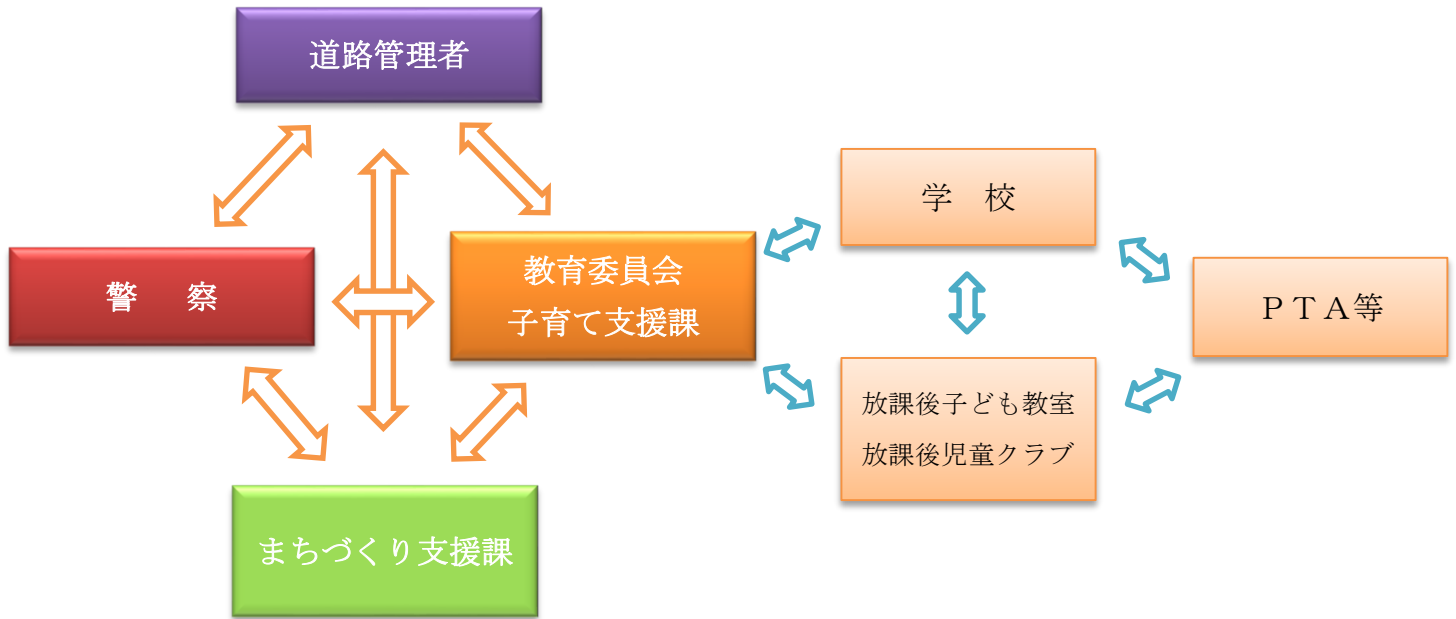 道路管理者
警　察
教育委員会
子育て支援課
まちづくり支援課
学　校
放課後子ども教室
放課後児童クラブ
ＰＴＡ等